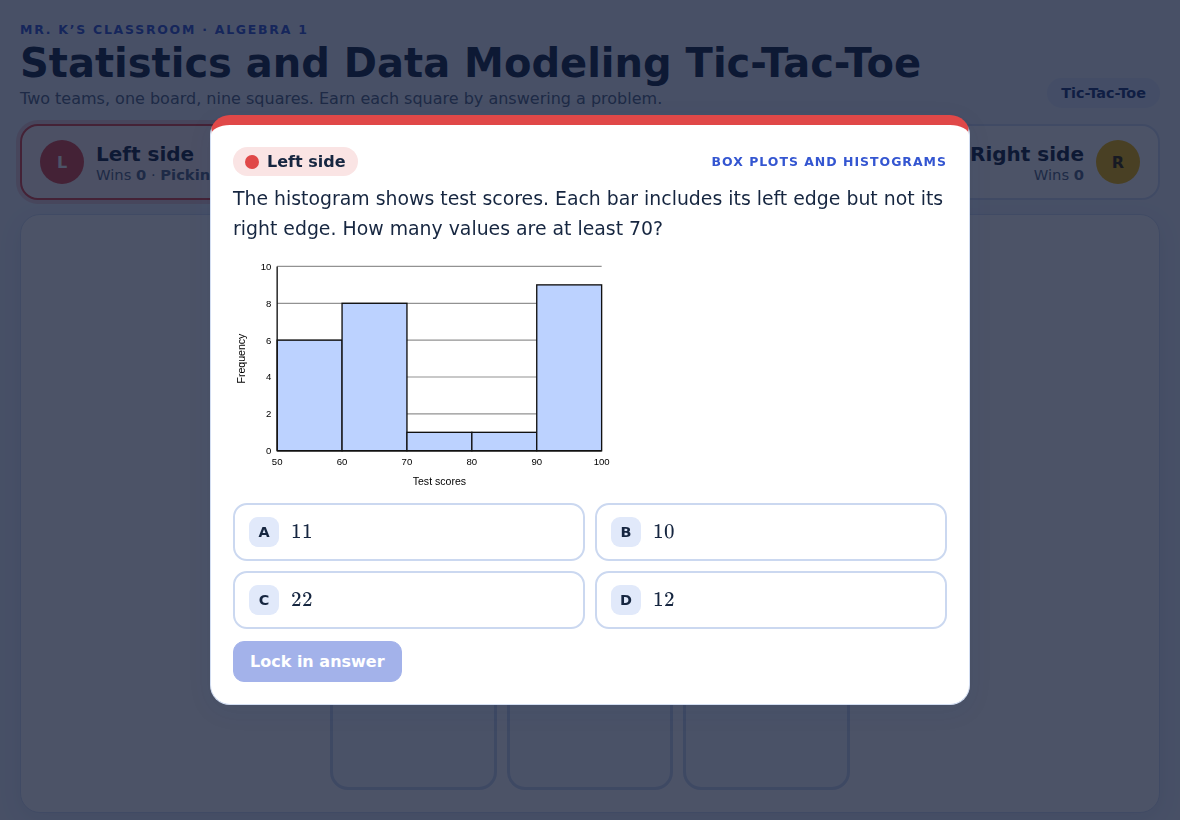 MR. K'S CLASSROOM · ALGEBRA 1
Statistics and Data Modeling Tic-Tac-Toe
Two teams, one board, nine squares. Earn each square by answering a problem.
Tic-Tac-Toe
L
Left side
Wins 0 · Pickin
Right side
Wins 0
R
Left side
BOX PLOTS AND HISTOGRAMS
The histogram shows test scores. Each bar includes its left edge but not its
right edge. How many values are at least 70?
10
8
6
4
2
0
Frequency
50 60 70 80 90 100
Test scores
A 11
B 10
C 22
D 12
Lock in answer